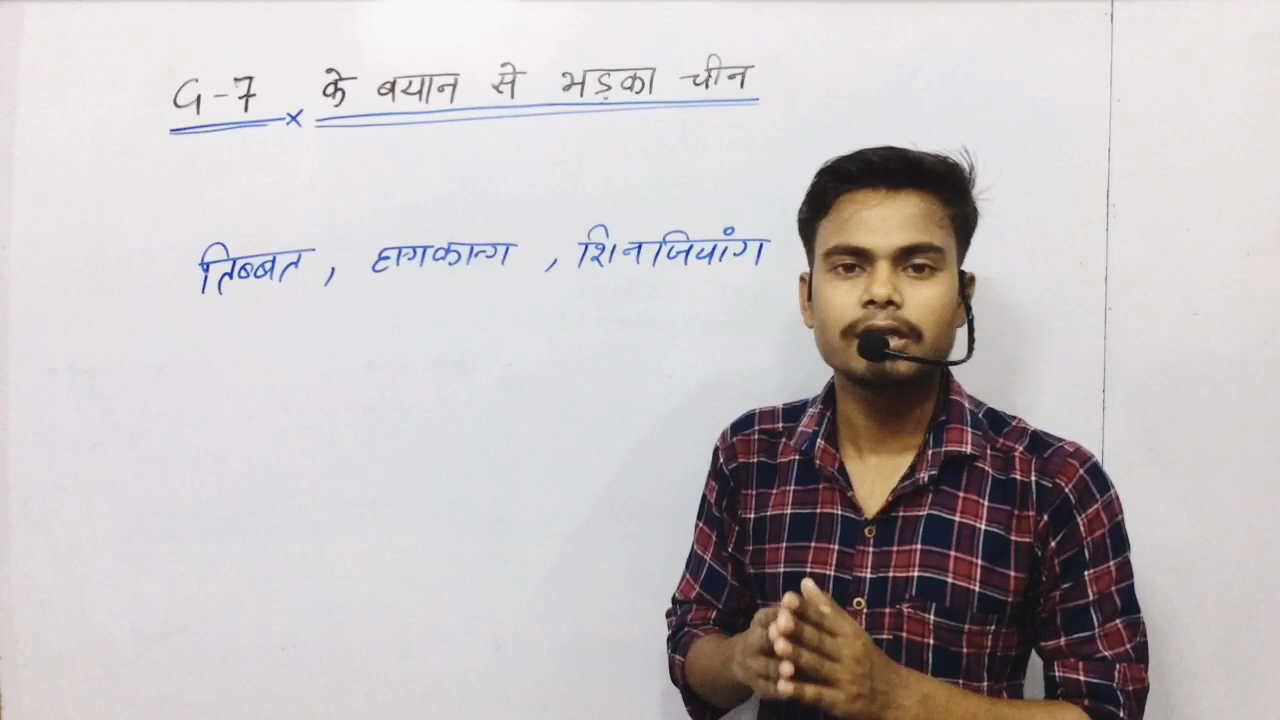 G-7 × के बयान से भड़का चीन
तिब्बत, हागकान्ग, शिनजियांग